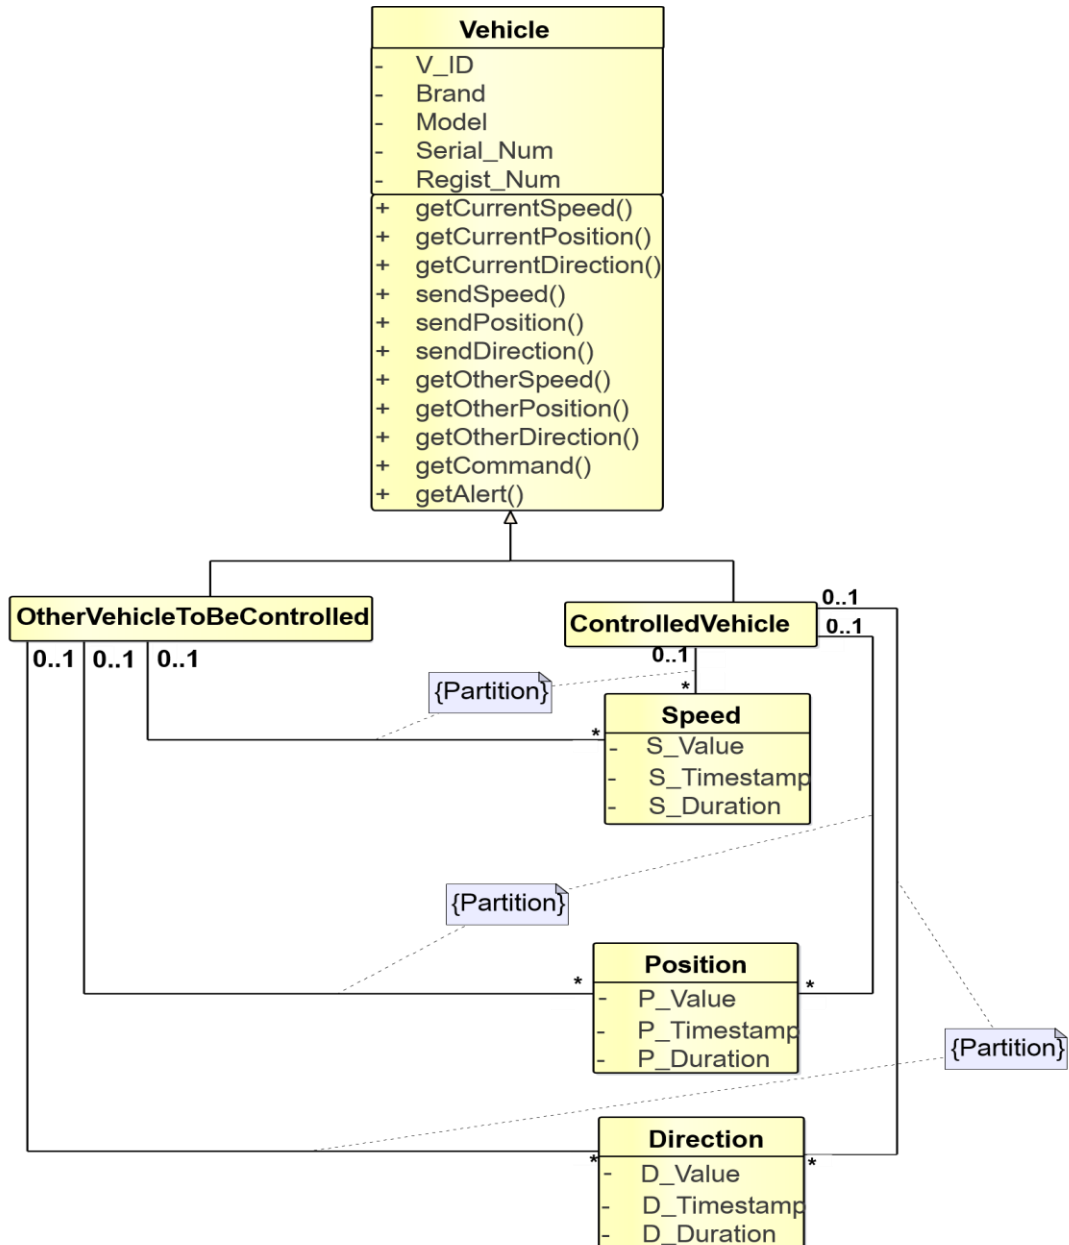 Vehicle
- V_ID
- Brand
- Model
- Serial_Num
- Regist_Num
+ getCurrentSpeed()
+ getCurrentPosition()
+ getCurrentDirection()
+ sendSpeed()
+ sendPosition()
+ sendDirection()
+ getOtherSpeed()
+ getOtherPosition()
+ getOtherDirection()
+ getCommand()
+ getAlert()
OtherVehicleToBeControlled
ControlledVehicle
0..1
0..1
0..1
0..1 0..1 0..1
{Partition}
*
*
Speed
- S_Value
- S_Timestamp
- S_Duration
{Partition}
*
*
Position
- P_Value
- P_Timestamp
- P_Duration
{Partition}
*
*
Direction
- D_Value
- D_Timestamp
- D_Duration